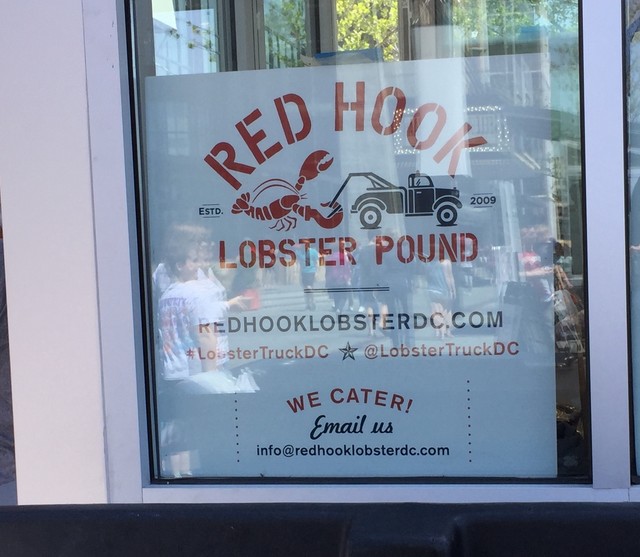 RED HOOK
ESTD. 2009
LOBSTER POUND
REDHOOKLOBSTERDC.COM
#LobsterTruckDC ☆ @LobsterTruckDC
WE CATER!
Email us
info@redhooklobsterdc.com